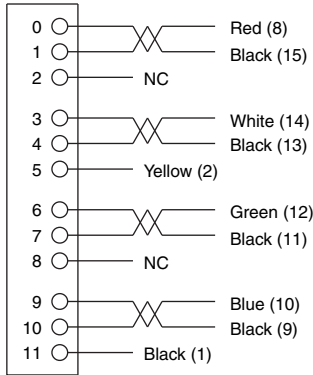 0 Red (8)
1 Black (15)
2 NC
3 White (14)
4 Black (13)
5 Yellow (2)
6 Green (12)
7 Black (11)
8 NC
9 Blue (10)
10 Black (9)
11 Black (1)